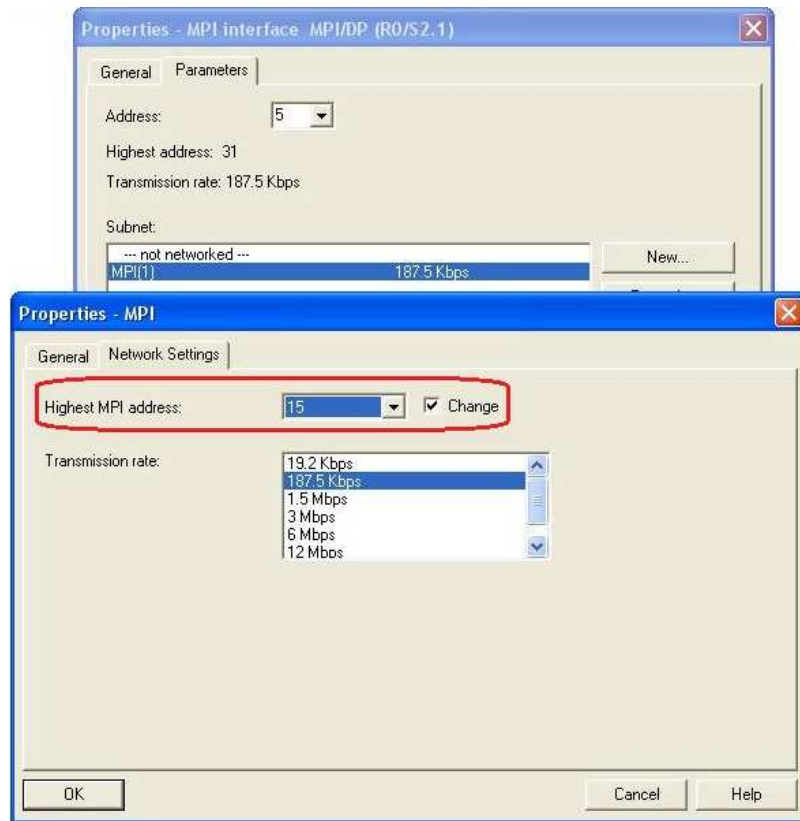 Properties - MPI interface MPI/DP (R0/S2.1)
General Parameters
Address: 5
Highest address: 31
Transmission rate: 187.5 Kbps
Subnet:
--- not networked ---
MPI(1) 187.5 Kbps
New...
Properties - MPI
General Network Settings
Highest MPI address: 15 Change
Transmission rate:
19.2 Kbps
187.5 Kbps
1.5 Mbps
3 Mbps
6 Mbps
12 Mbps
OK Cancel Help